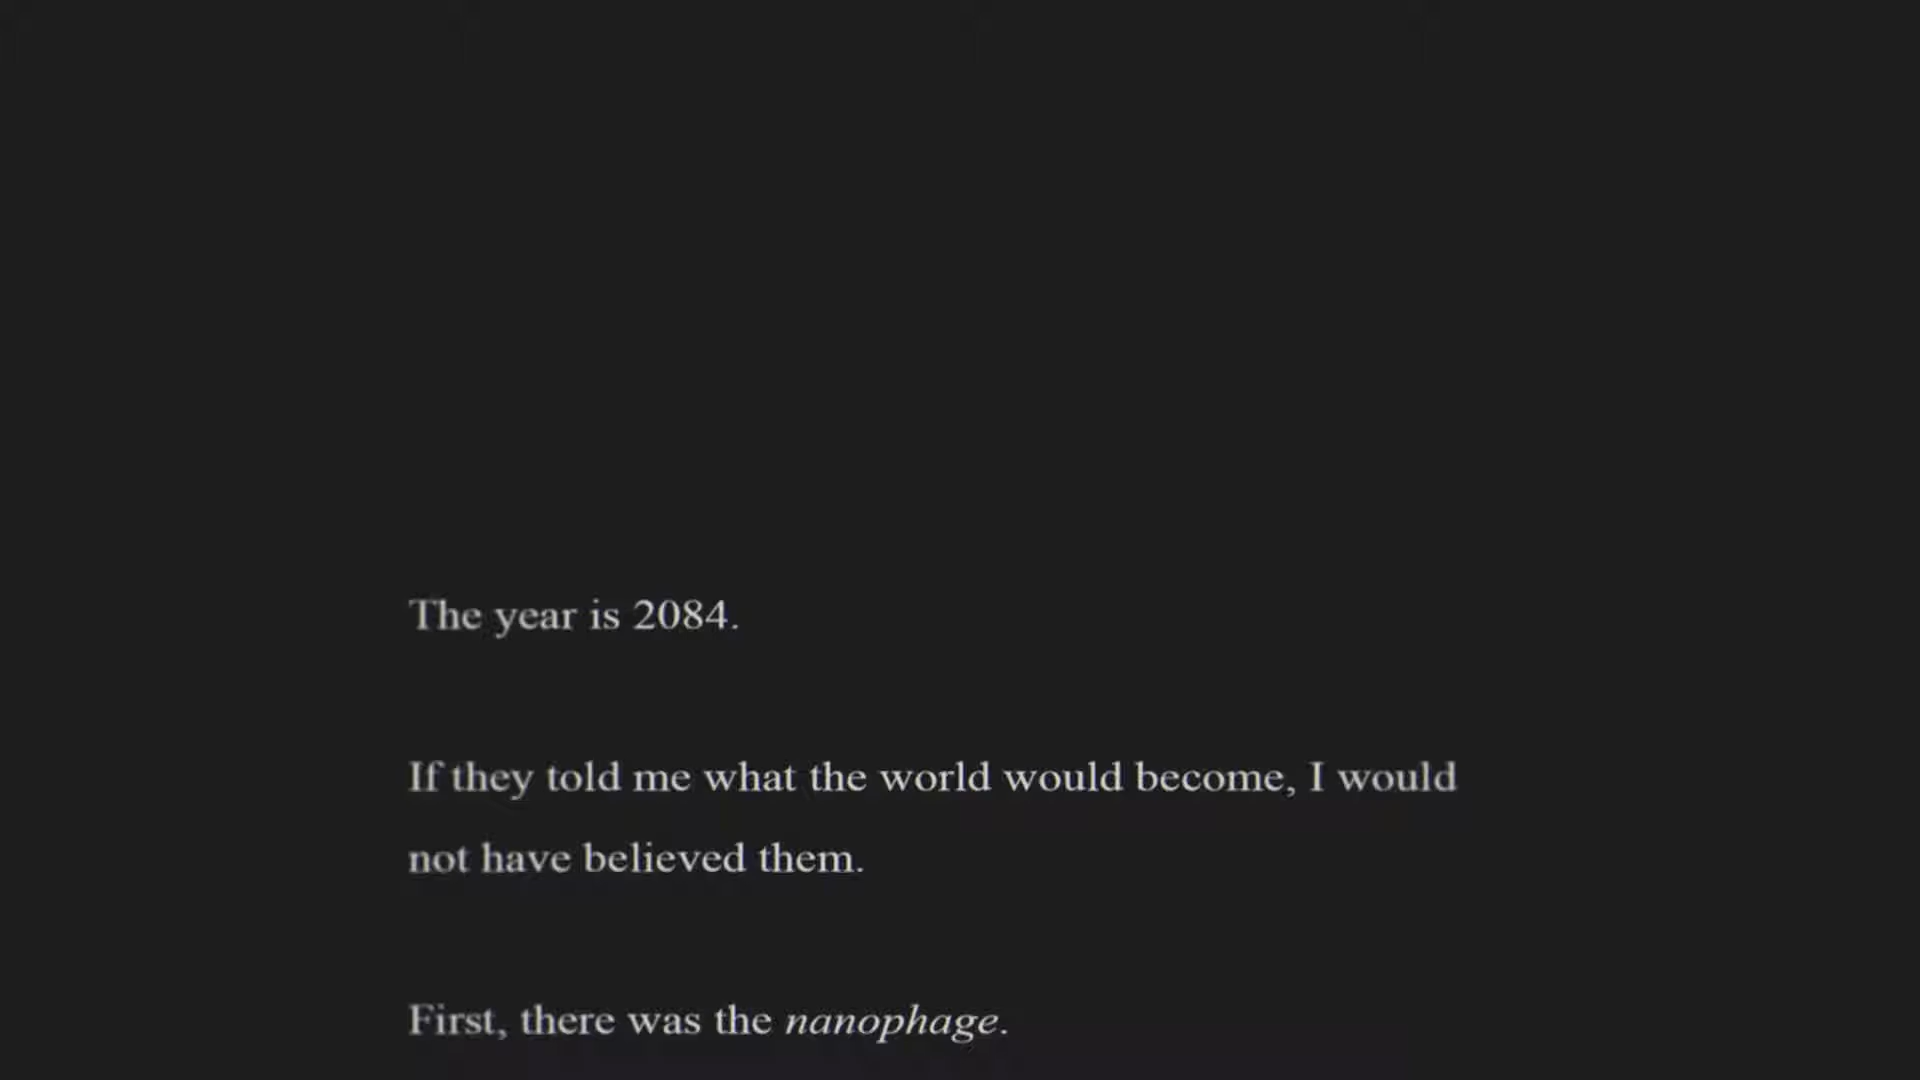 The year is 2084.
If they told me what the world would become, I would
not have believed them.
First, there was the nanophage.